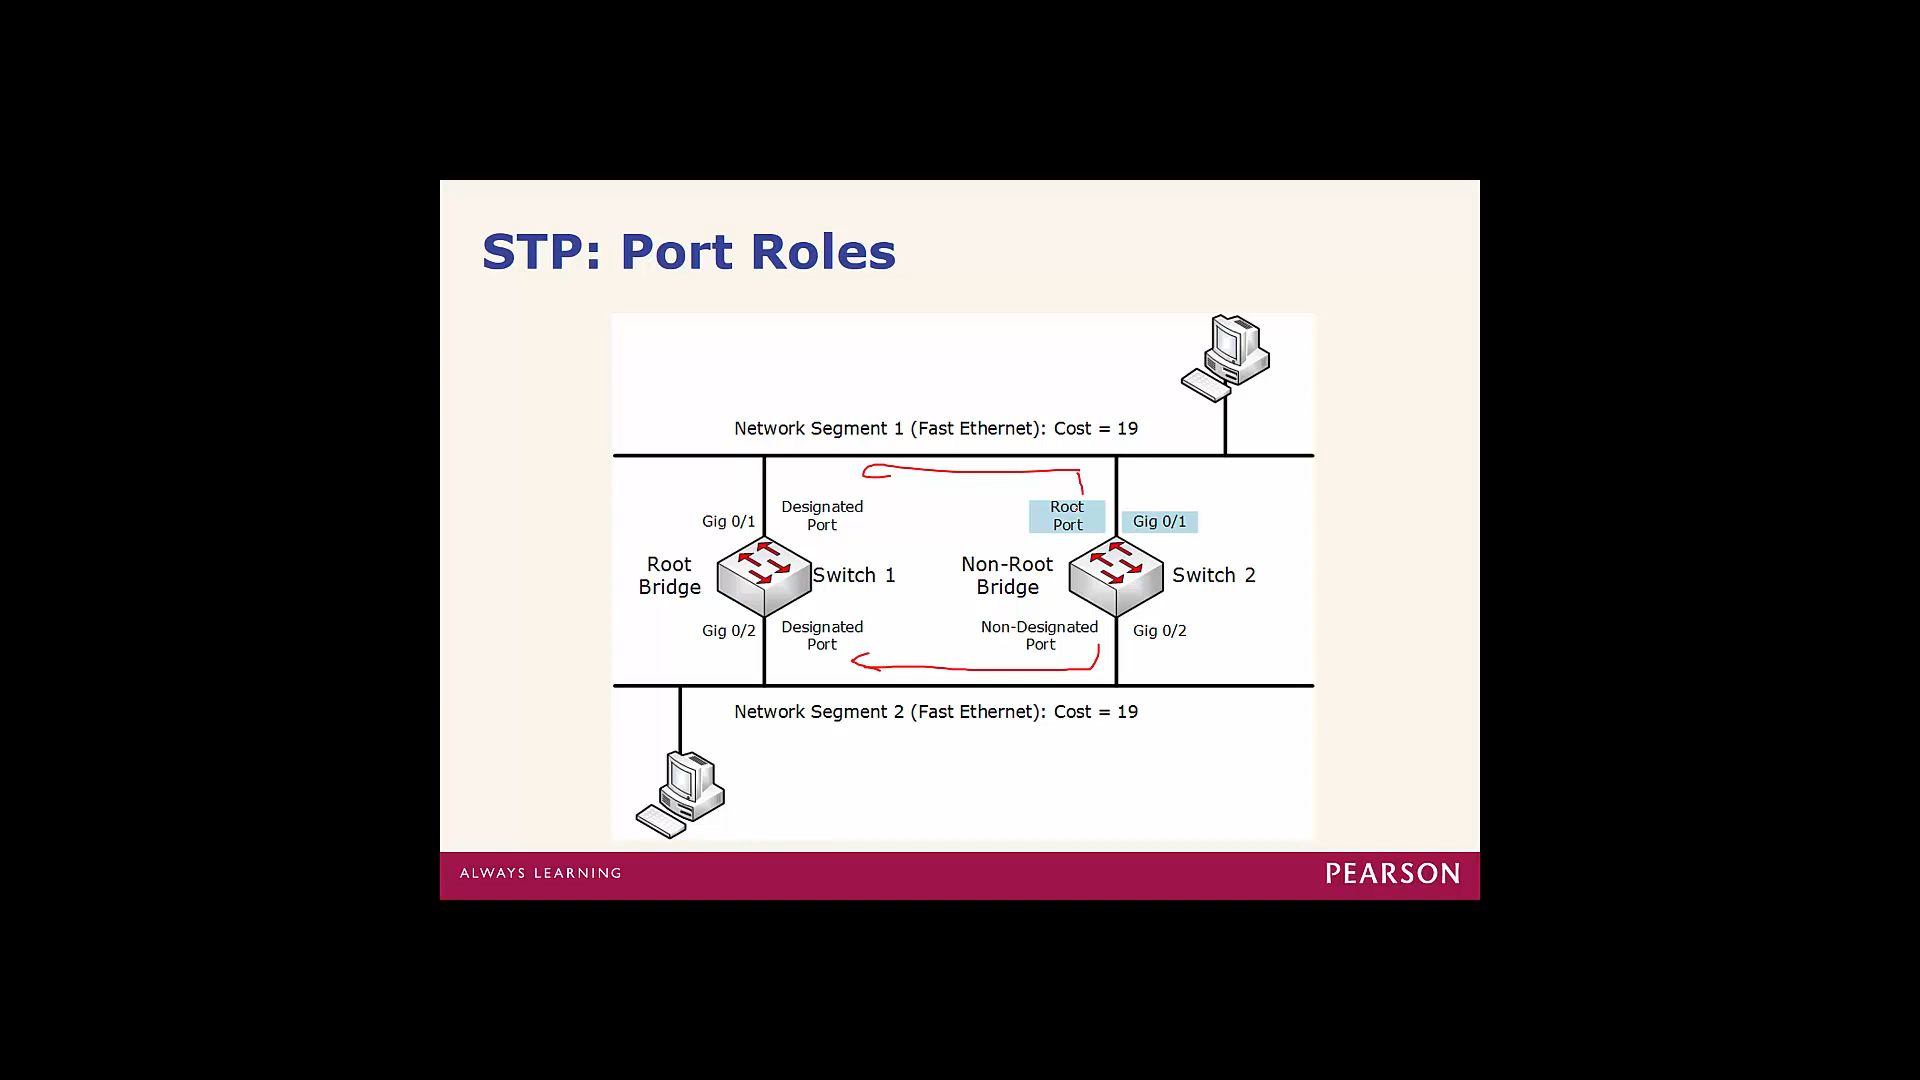 STP: Port Roles
Network Segment 1 (Fast Ethernet): Cost = 19
Gig 0/1
Designated
Port
Root
Port
Gig 0/1
Root
Bridge
Switch 1
Non-Root
Bridge
Switch 2
Gig 0/2
Designated
Port
Non-Designated
Port
Gig 0/2
Network Segment 2 (Fast Ethernet): Cost = 19
ALWAYS LEARNING
PEARSON